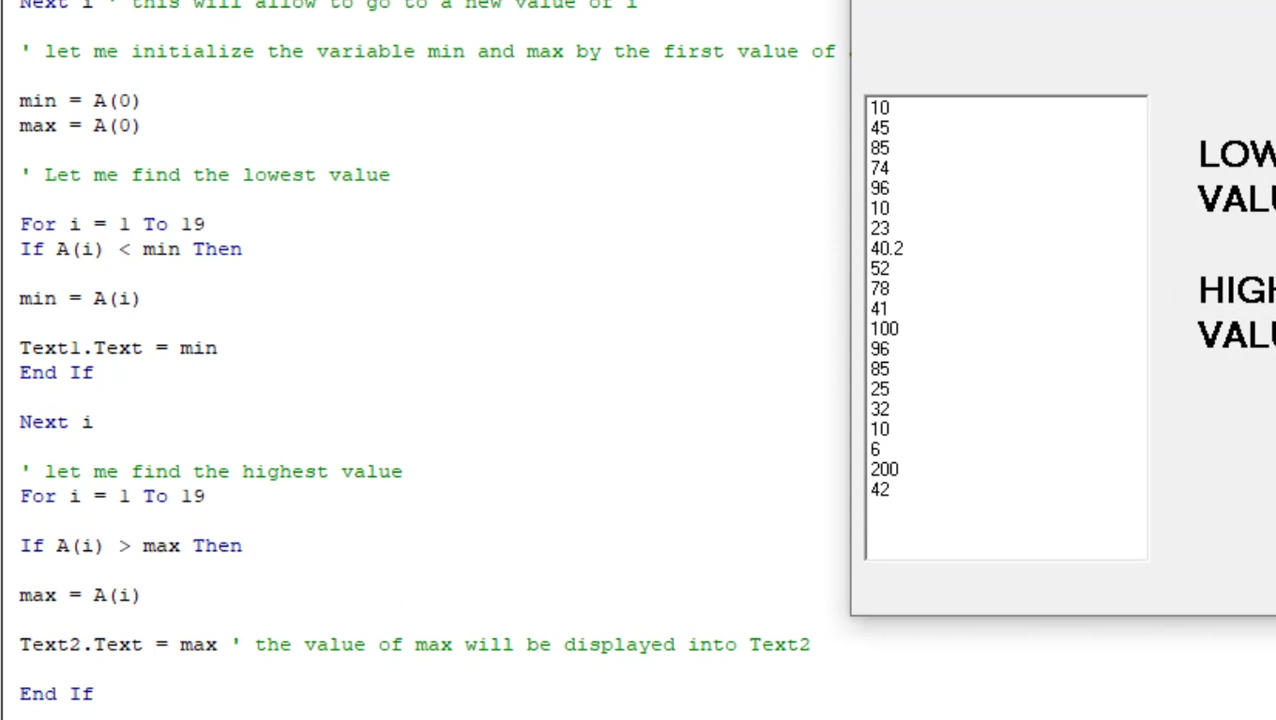 Next i ' this will allow to go to a new value of i
' let me initialize the variable min and max by the first value of
min = A(0)
max = A(0)
' Let me find the lowest value
For i = 1 To 19
If A(i) < min Then
min = A(i)
Text1.Text = min
End If
Next i
' let me find the highest value
For i = 1 To 19
If A(i) > max Then
max = A(i)
Text2.Text = max ' the value of max will be displayed into Text2
End If
10
45
85
74
96
10
23
40.2
52
78
41
100
96
85
25
32
10
6
200
42
LOW
VALU
HIGH
VALU